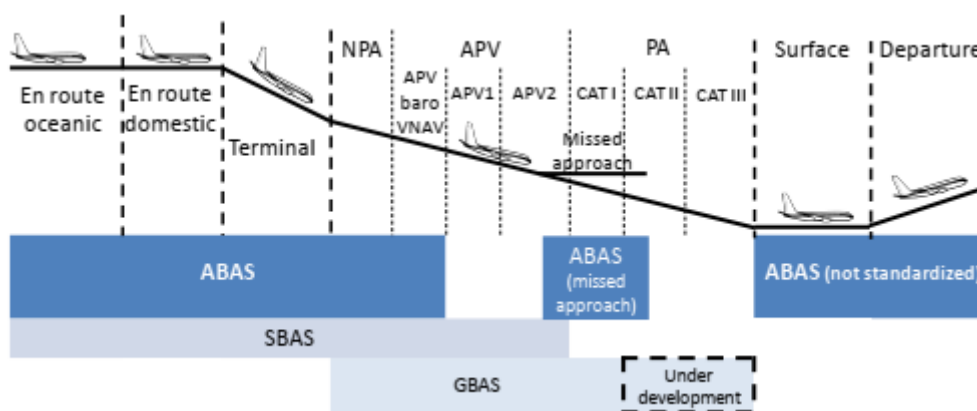 NPA
APV
PA
Surface
Departure
En route
oceanic
En route
domestic
Terminal
APV
baro
VNAV
APV1
APV2
CAT I
CAT II
CAT III
Missed
approach
ABAS
ABAS
(missed
approach)
ABAS (not standardized)
SBAS
GBAS
Under
development